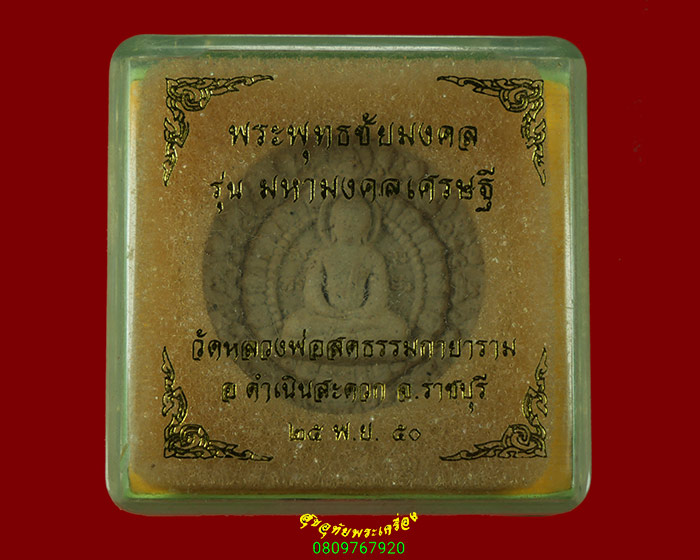 พระพุทธชัยมงคล
รุ่น มหามงคลเศรษฐี
วัดหลวงพ่อสดธรรมกายาราม
อ ดำเนินสะดวก จ.ราชบุรี
๒๕ พ.ย. ๕๐
สุขอุทัยพระเครื่อง
0809767920